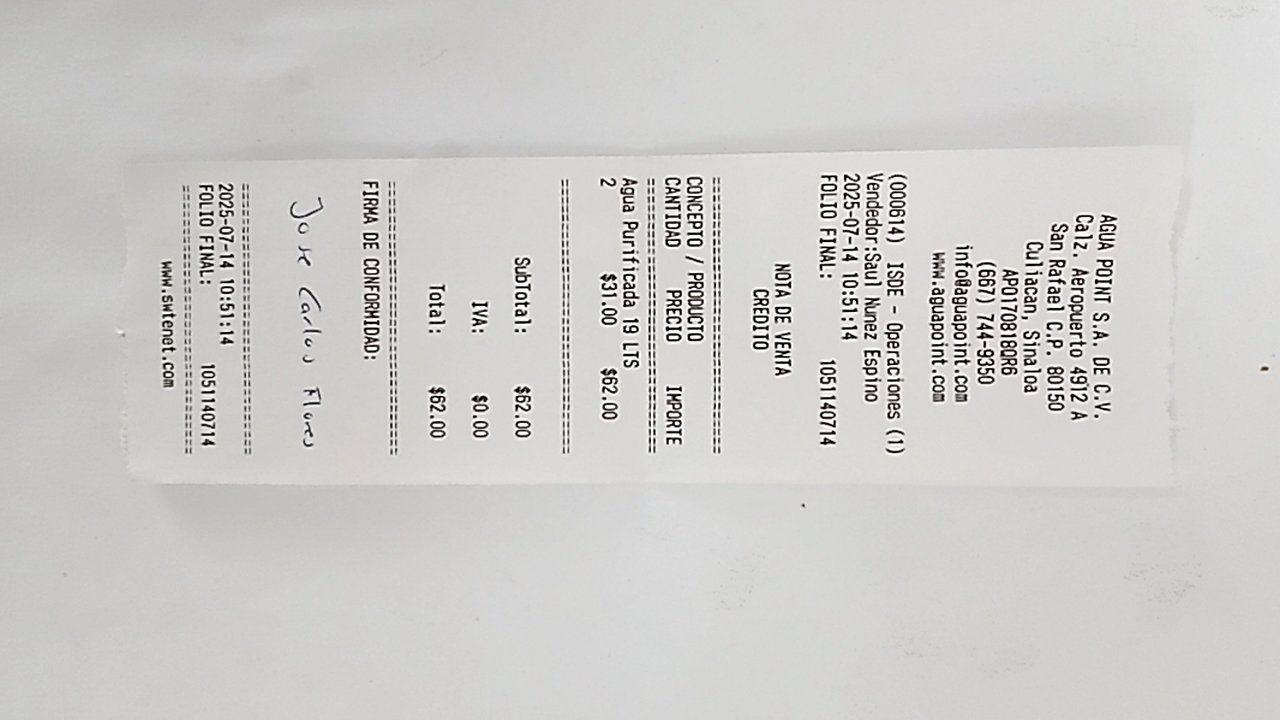 AGUA POINT S.A. DE C.V.
Calz. Aeropuerto 4912 A
San Rafael C.P. 80150
Culiacan, Sinaloa
APO170818QR6
(667) 744-9350
info@aguapoint.com
www.aguapoint.com
(000614) ISDE - Operaciones (1)
Vendedor:Saul Nunez Espino
2025-07-14 10:51:14
FOLIO FINAL: 1051140714
NOTA DE VENTA
CREDITO
================================
CONCEPTO / PRODUCTO
CANTIDAD PRECIO IMPORTE
================================
Agua Purificada 19 LTS
2 $31.00 $62.00
================================
SubTotal: $62.00
IVA: $0.00
Total: $62.00
================================
FIRMA DE CONFORMIDAD:
Jose Carlos Flores
================================
2025-07-14 10:51:14
FOLIO FINAL: 1051140714
================================
www.swtenet.com